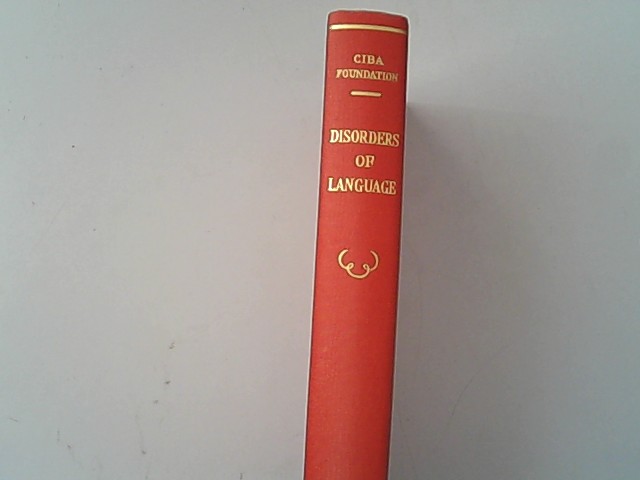 CIBA
FOUNDATION
DISORDERS
OF
LANGUAGE